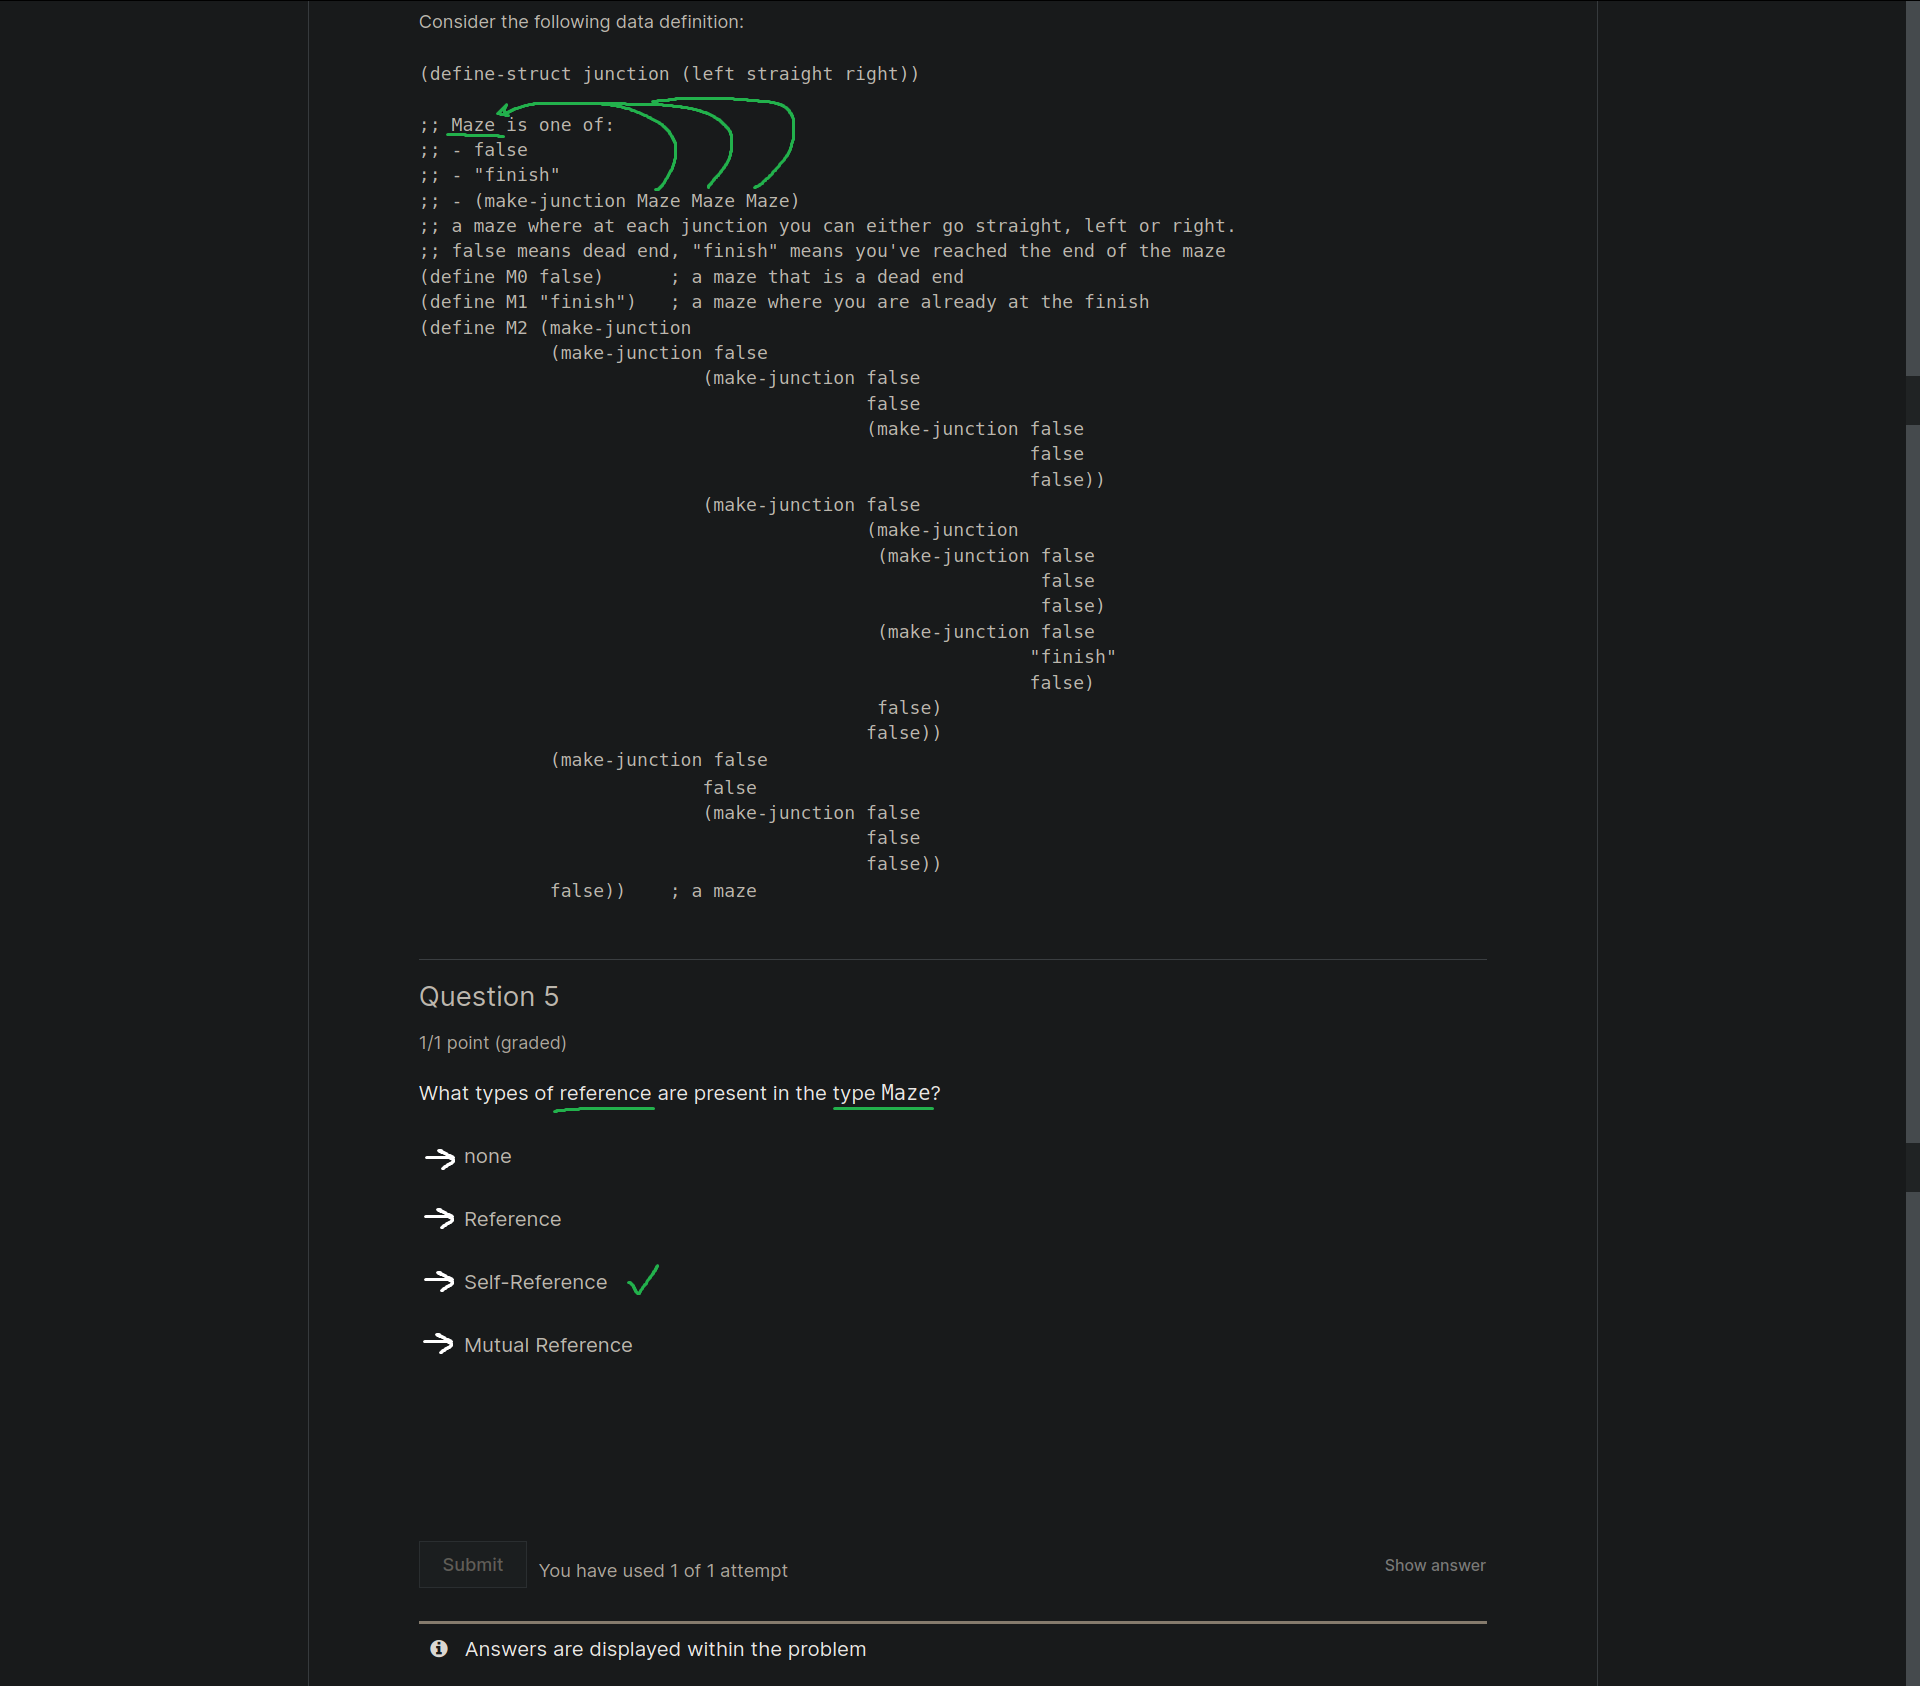 Consider the following data definition:
(define-struct junction (left straight right))
;; Maze is one of:
;; - false
;; - "finish"
;; - (make-junction Maze Maze Maze)
;; a maze where at each junction you can either go straight, left or right.
;; false means dead end, "finish" means you've reached the end of the maze
(define M0 false)      ; a maze that is a dead end
(define M1 "finish")   ; a maze where you are already at the finish
(define M2 (make-junction
            (make-junction false
                          (make-junction false
                                         false
                                         (make-junction false
                                                        false
                                                        false))
                          (make-junction false
                                         (make-junction
                                          (make-junction false
                                                         false
                                                         false)
                                          (make-junction false
                                                        "finish"
                                                        false)
                                          false)
                                         false))
            (make-junction false
                          false
                          (make-junction false
                                         false
                                         false))
            false))    ; a maze
Question 5
1/1 point (graded)
What types of reference are present in the type Maze?
none
Reference
Self-Reference
Mutual Reference
Submit
You have used 1 of 1 attempt
Show answer
Answers are displayed within the problem